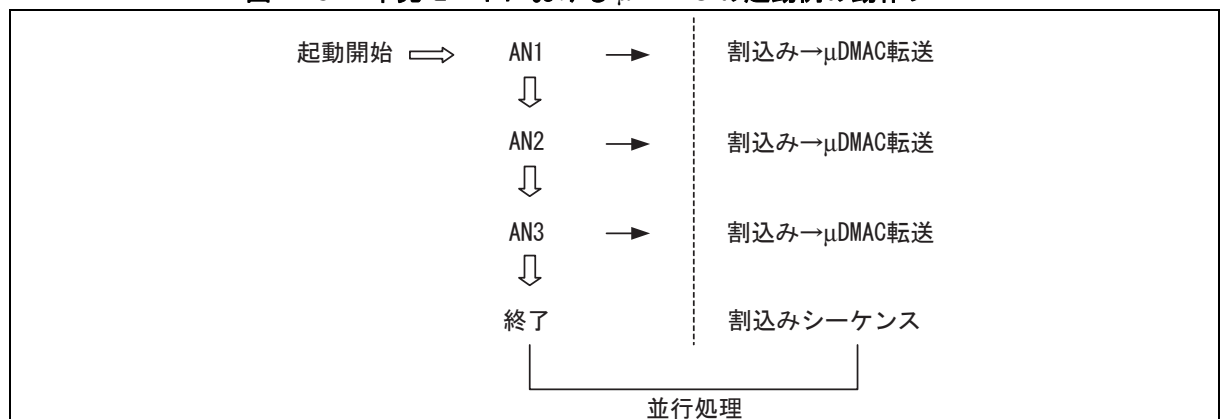 起動開始 AN1 割込み→μDMAC転送
AN2 割込み→μDMAC転送
AN3 割込み→μDMAC転送
終了 割込みシーケンス
並行処理